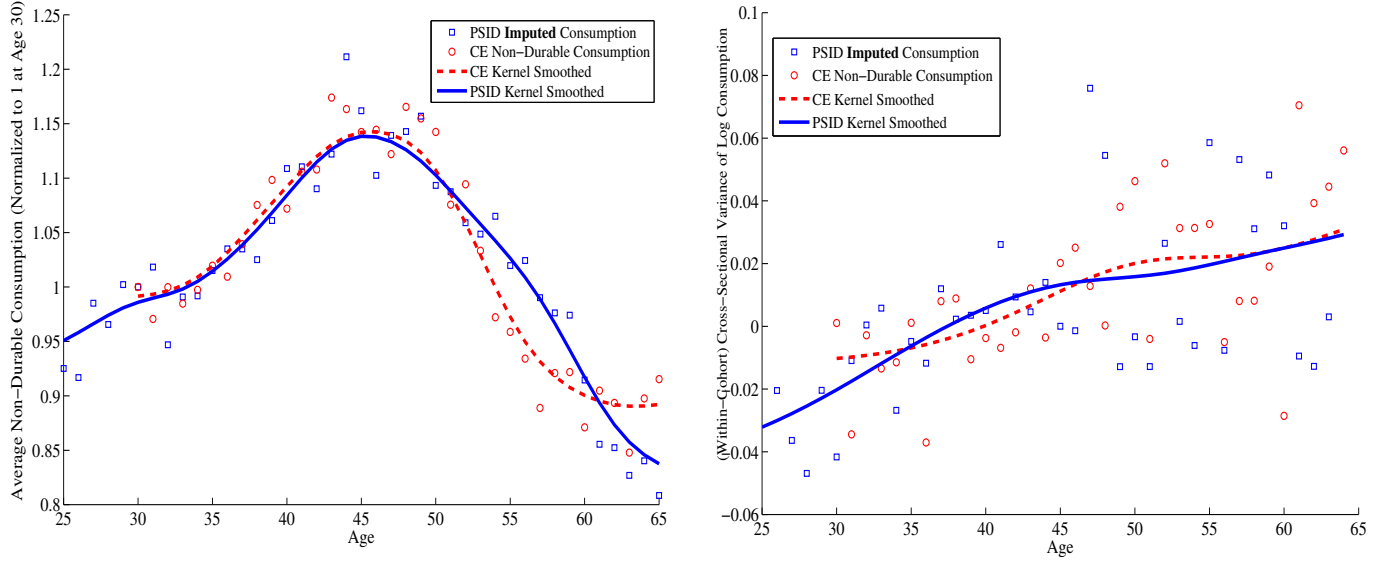 Average Non−Durable Consumption (Normalized to 1 at Age 30)
1.25
1.2
1.15
1.1
1.05
1
0.95
0.9
0.85
0.8
PSID Imputed Consumption
CE Non−Durable Consumption
CE Kernel Smoothed
PSID Kernel Smoothed
25 30 35 40 45 50 55 60 65
Age
(Within−Cohort) Cross−Sectional Variance of Log Consumption
0.1
0.08
0.06
0.04
0.02
0
−0.02
−0.04
−0.06
PSID Imputed Consumption
CE Non−Durable Consumption
CE Kernel Smoothed
PSID Kernel Smoothed
25 30 35 40 45 50 55 60 65
Age